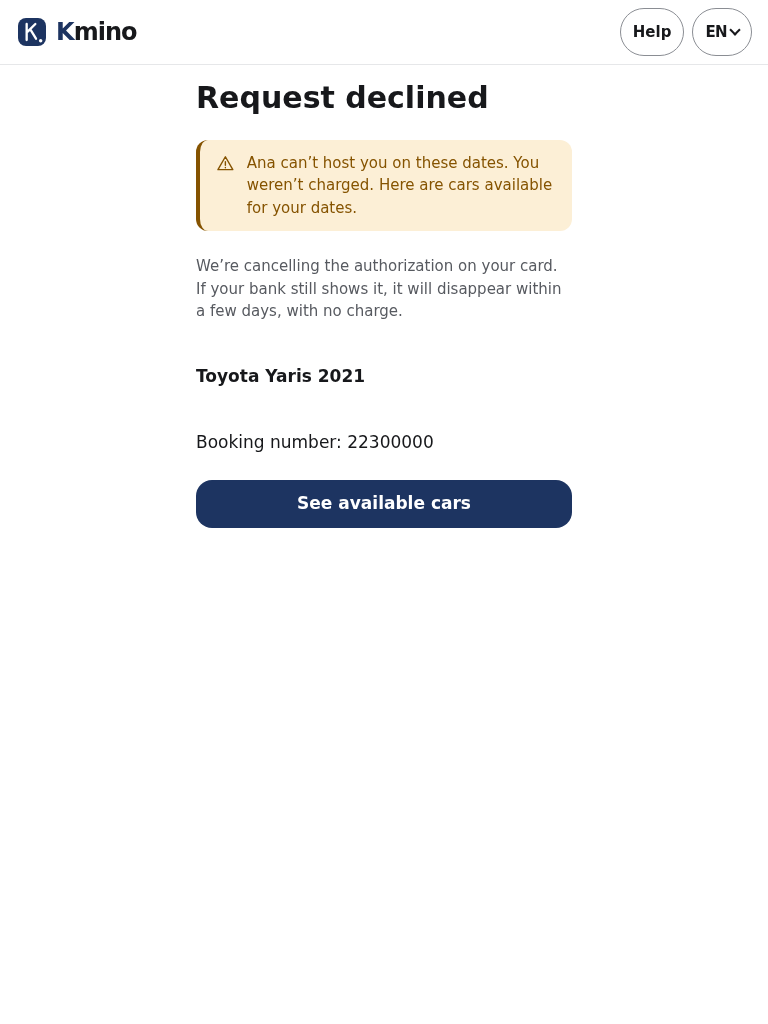 Kmino
Help
EN
Request declined
Ana can’t host you on these dates. You
weren’t charged. Here are cars available
for your dates.
We’re cancelling the authorization on your card.
If your bank still shows it, it will disappear within
a few days, with no charge.
Toyota Yaris 2021
Booking number: 22300000
See available cars